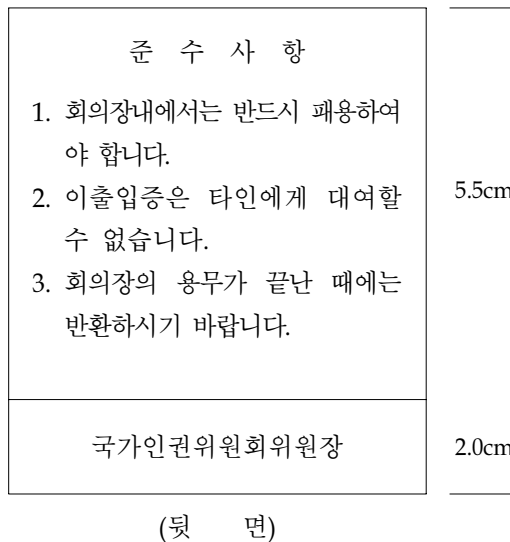 준 수 사 항
1. 회의장내에서는 반드시 패용하여
야 합니다.
2. 이출입증은 타인에게 대여할
수 없습니다.
3. 회의장의 용무가 끝난 때에는
반환하시기 바랍니다.
5.5cm
국가인권위원회위원장
2.0cm
(뒷 면)